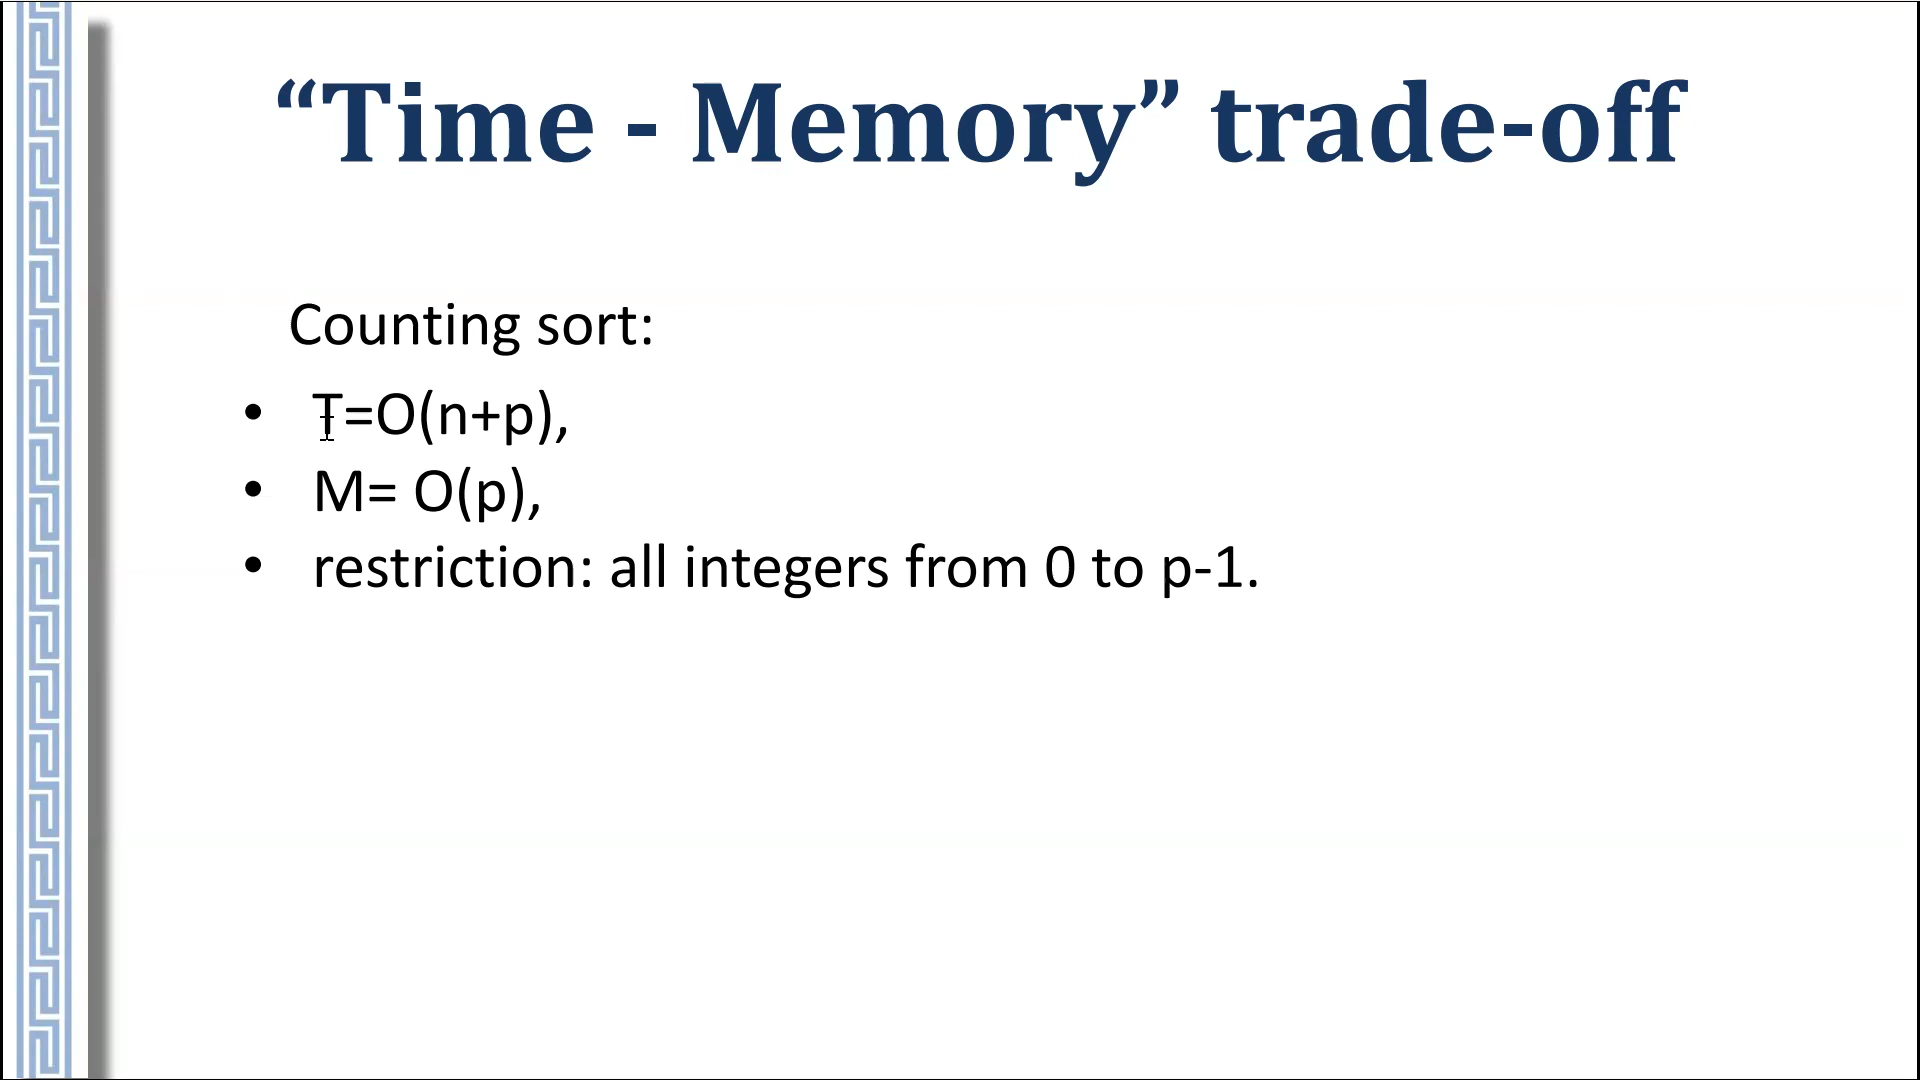 “Time - Memory” trade-off
Counting sort:
• T=O(n+p),
• M= O(p),
• restriction: all integers from 0 to p-1.